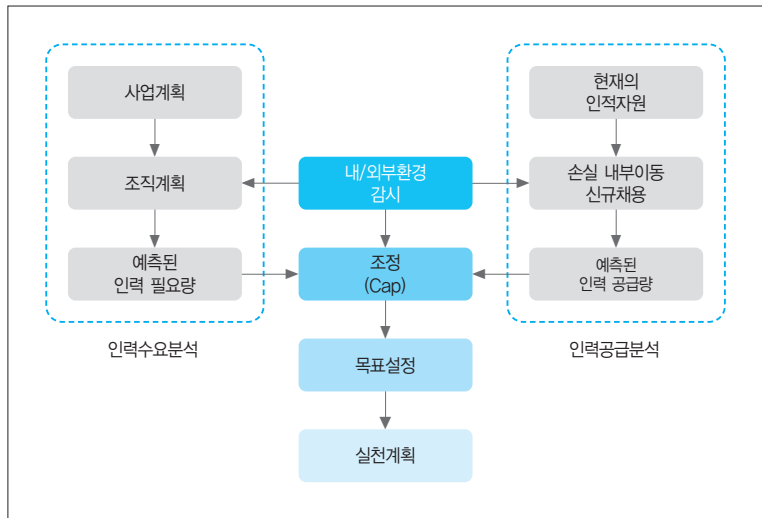 사업계획
조직계획
예측된
인력 필요량
인력수요분석
내/외부환경
감시
조정
(Cap)
목표설정
실천계획
현재의
인적자원
손실 내부이동
신규채용
예측된
인력 공급량
인력공급분석